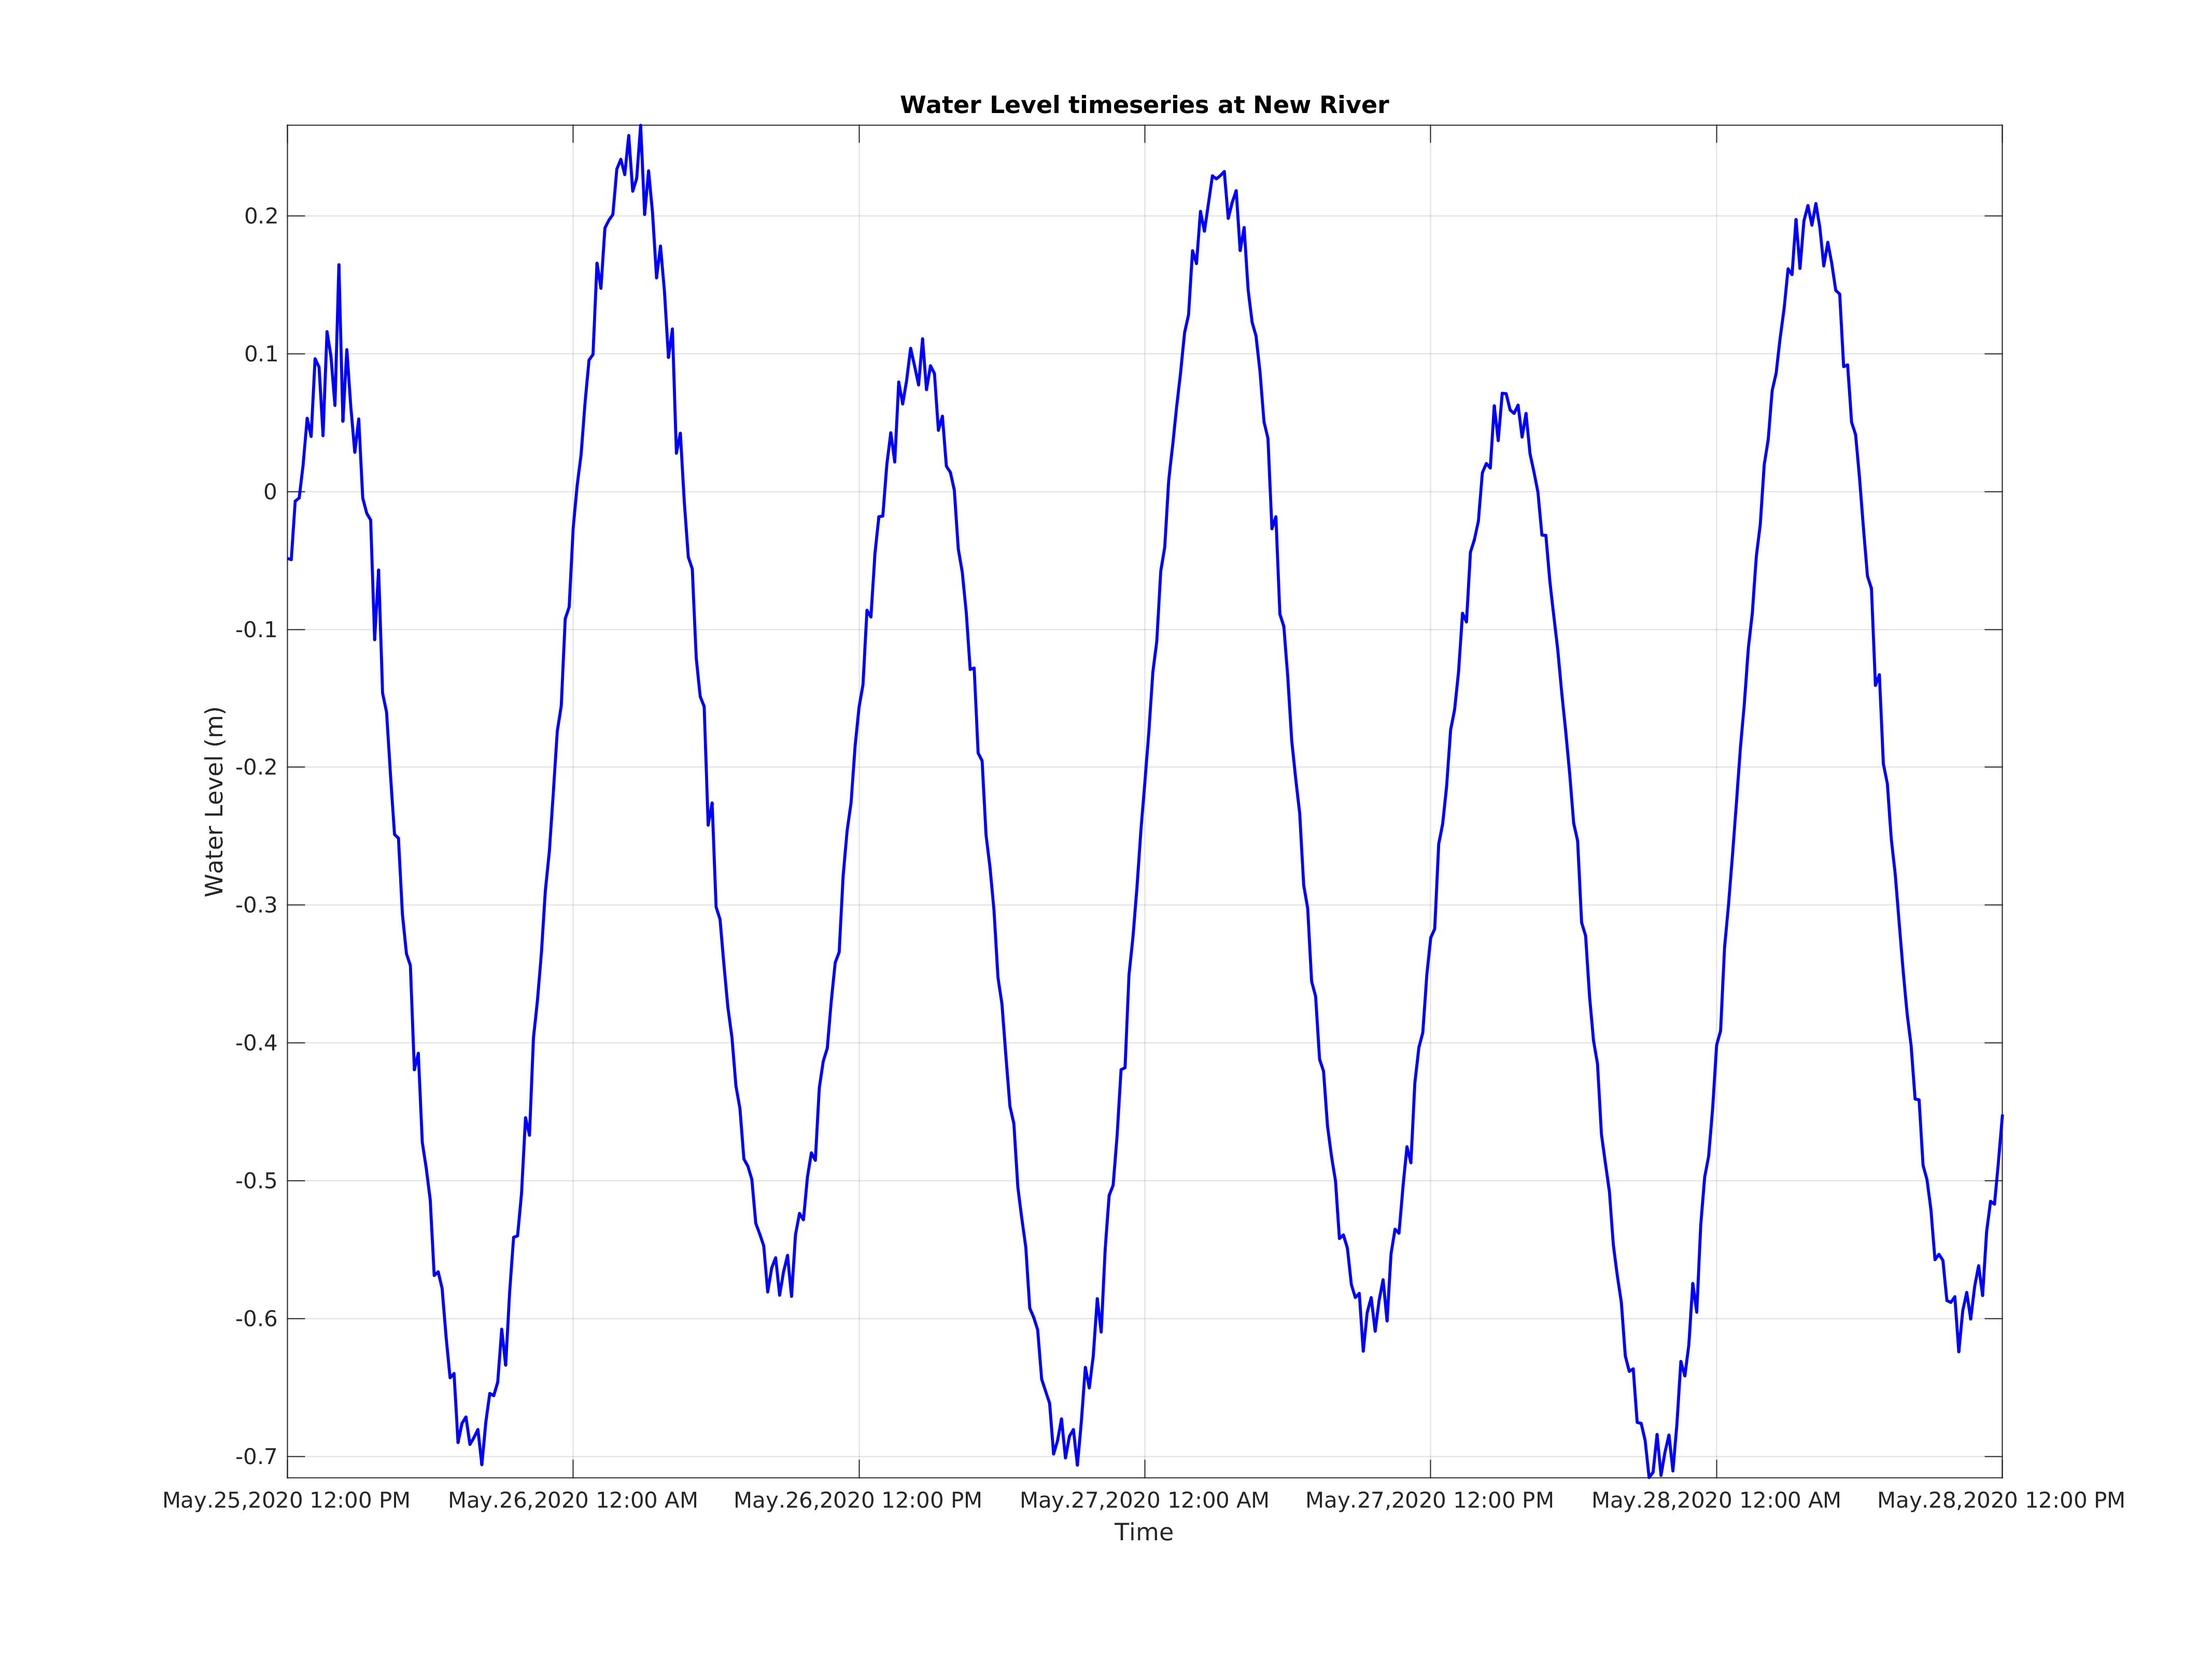 Water Level timeseries at New River
0.2
0.1
0
-0.1
-0.2
-0.3
-0.4
-0.5
-0.6
-0.7
Water Level (m)
May.25,2020 12:00 PM
May.26,2020 12:00 AM
May.26,2020 12:00 PM
May.27,2020 12:00 AM
May.27,2020 12:00 PM
May.28,2020 12:00 AM
May.28,2020 12:00 PM
Time